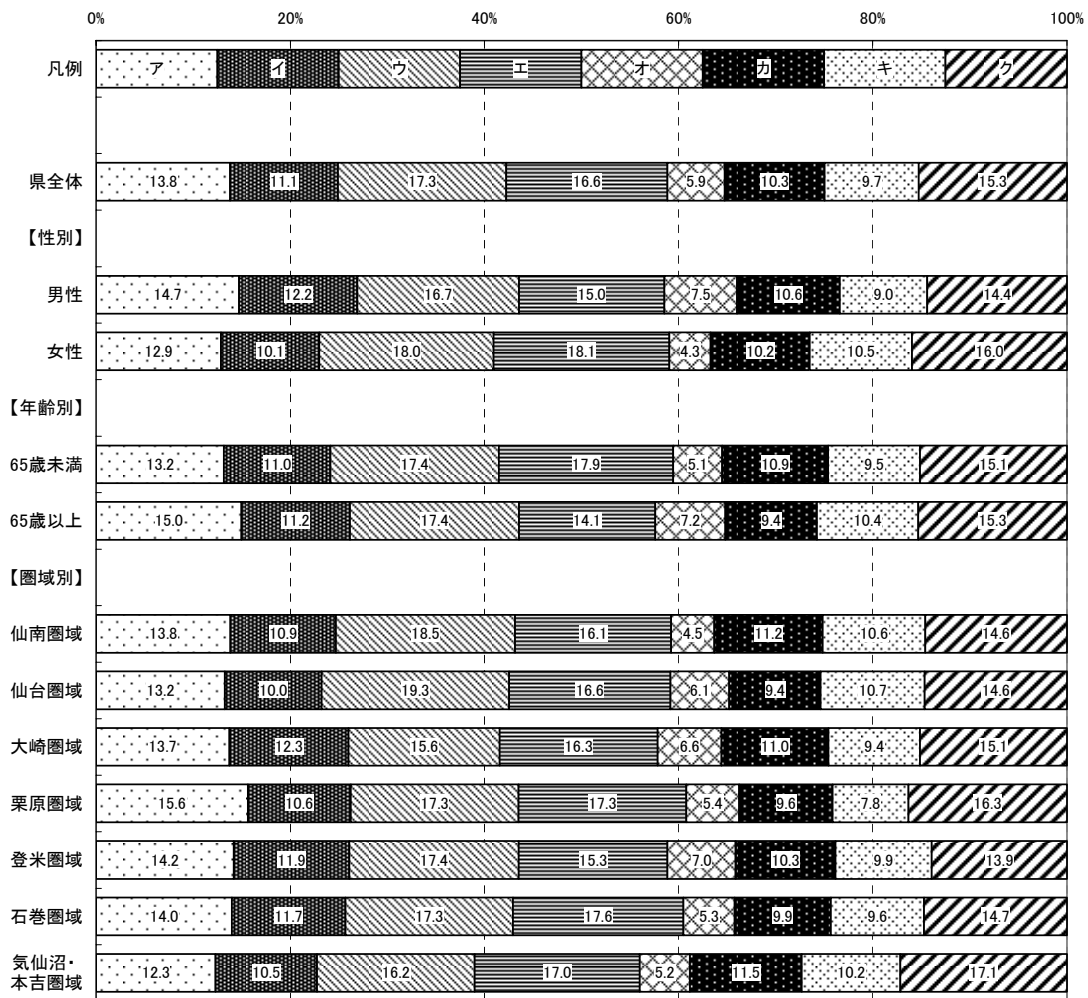 0% 20% 40% 60% 80% 100%
凡例 ア イ ウ エ オ カ キ ク
県全体 13.8 11.1 17.3 16.6 5.9 10.3 9.7 15.3
【性別】
男性 14.7 12.2 16.7 15.0 7.5 10.6 9.0 14.4
女性 12.9 10.1 18.0 18.1 4.3 10.2 10.5 16.0
【年齢別】
65歳未満 13.2 11.0 17.4 17.9 5.1 10.9 9.5 15.1
65歳以上 15.0 11.2 17.4 14.1 7.2 9.4 10.4 15.3
【圏域別】
仙南圏域 13.8 10.9 18.5 16.1 4.5 11.2 10.6 14.6
仙台圏域 13.2 10.0 19.3 16.6 6.1 9.4 10.7 14.6
大崎圏域 13.7 12.3 15.6 16.3 6.6 11.0 9.4 15.1
栗原圏域 15.6 10.6 17.3 17.3 5.4 9.6 7.8 16.3
登米圏域 14.2 11.9 17.4 15.3 7.0 10.3 9.9 13.9
石巻圏域 14.0 11.7 17.3 17.6 5.3 9.9 9.6 14.7
気仙沼・
本吉圏域 12.3 10.5 16.2 17.0 5.2 11.5 10.2 17.1